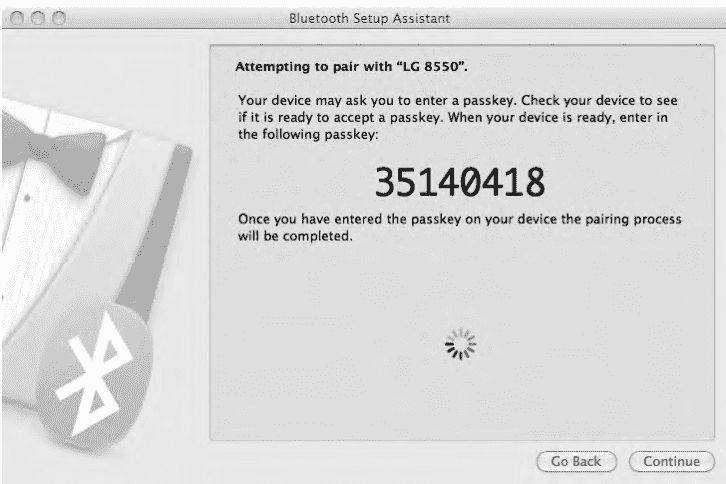 Bluetooth Setup Assistant
Attempting to pair with “LG 8550”.
Your device may ask you to enter a passkey. Check your device to see
if it is ready to accept a passkey. When your device is ready, enter in
the following passkey:
35140418
Once you have entered the passkey on your device the pairing process
will be completed.
Go Back
Continue